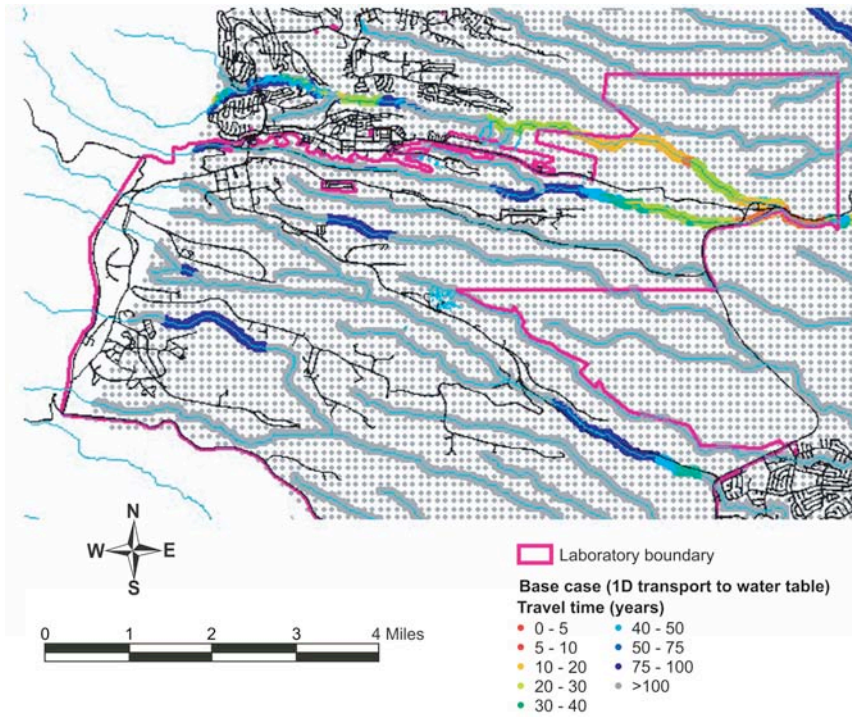 N
W E
S
0 1 2 3 4 Miles
Laboratory boundary
Base case (1D transport to water table)
Travel time (years)
0 - 5
5 - 10
10 - 20
20 - 30
30 - 40
40 - 50
50 - 75
75 - 100
>100